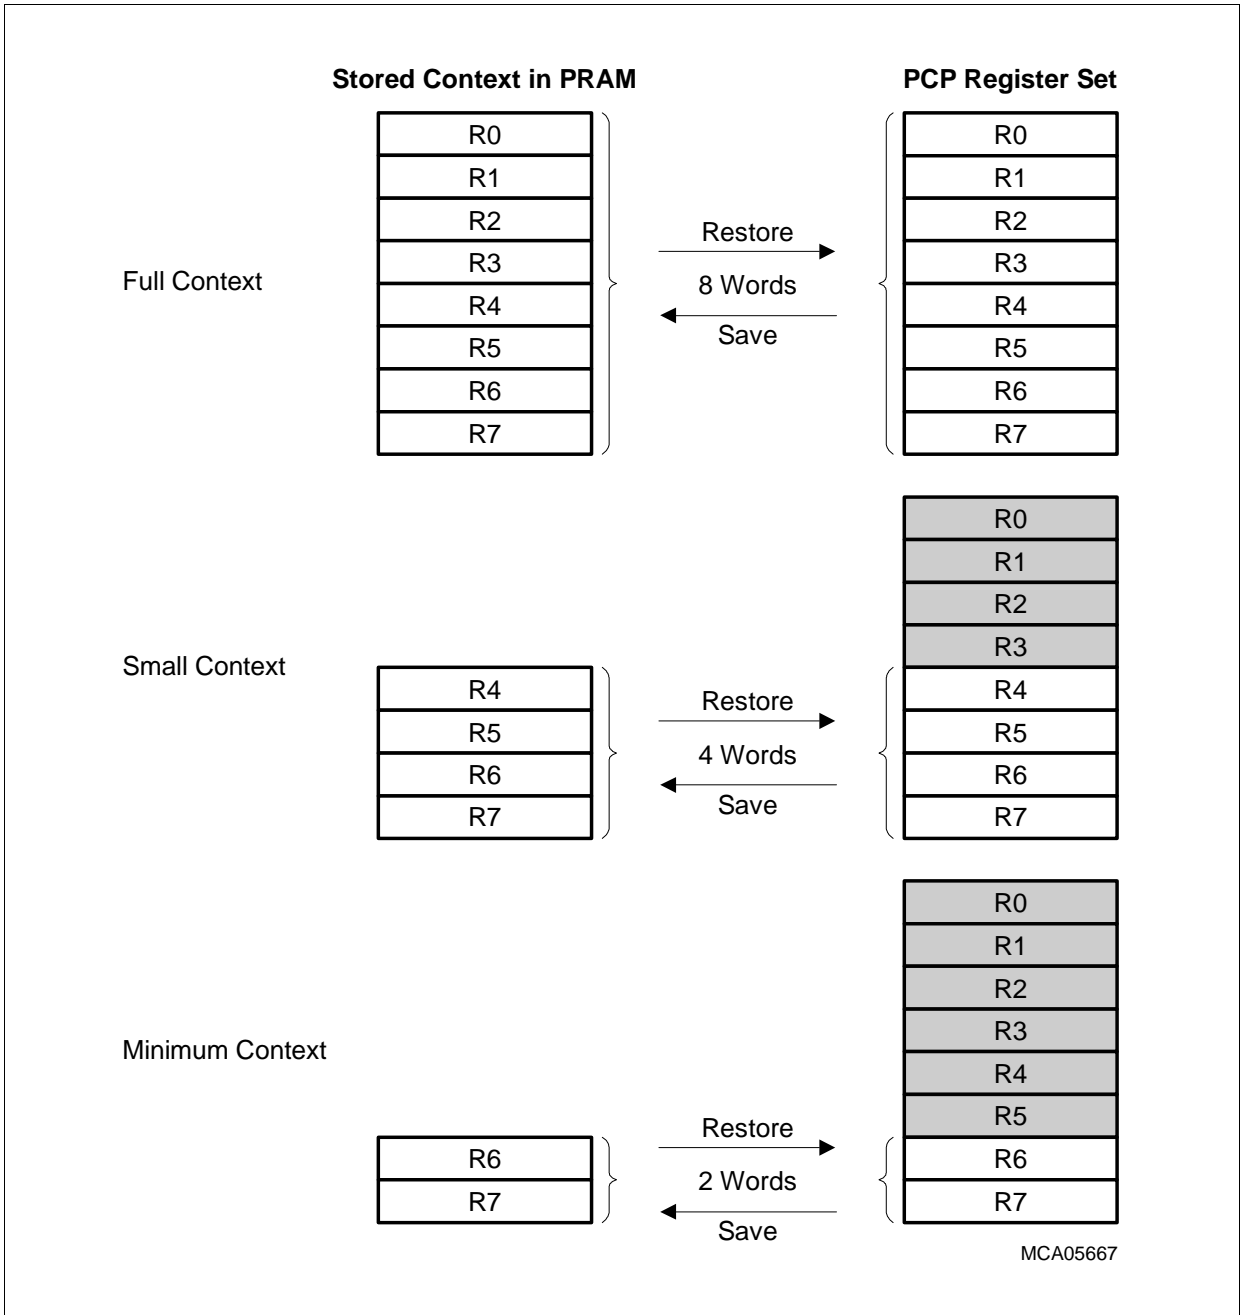 Stored Context in PRAM
PCP Register Set
Full Context
R0
R1
R2
R3
R4
R5
R6
R7
Restore
8 Words
Save
R0
R1
R2
R3
R4
R5
R6
R7
Small Context
R4
R5
R6
R7
Restore
4 Words
Save
R0
R1
R2
R3
R4
R5
R6
R7
Minimum Context
R6
R7
Restore
2 Words
Save
R0
R1
R2
R3
R4
R5
R6
R7
MCA05667